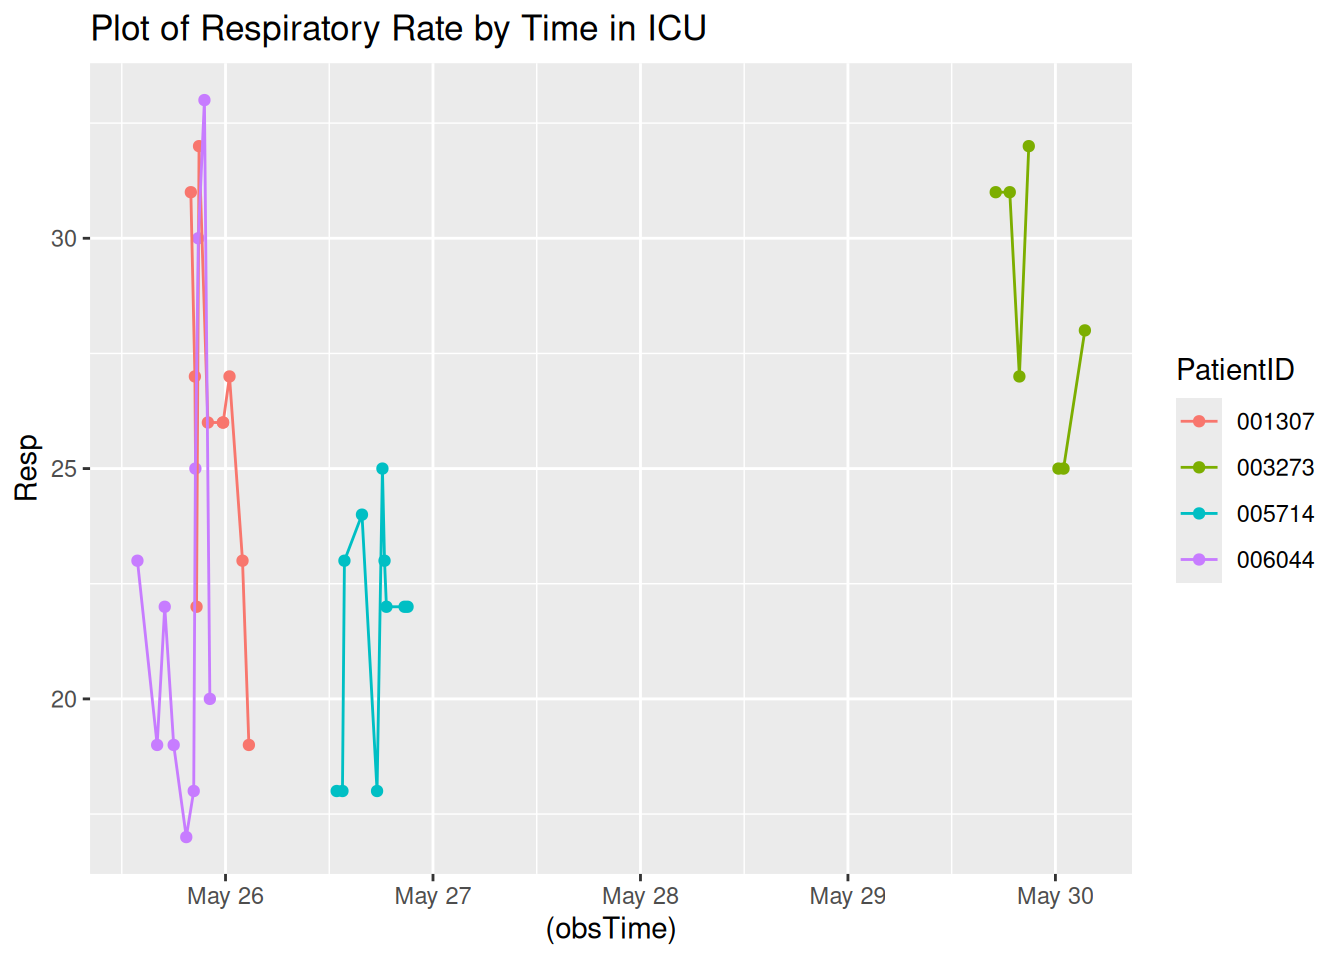 Plot of Respiratory Rate by Time in ICU
Resp
30
25
20
May 26
May 27
May 28
May 29
May 30
(obsTime)
PatientID
001307
003273
005714
006044